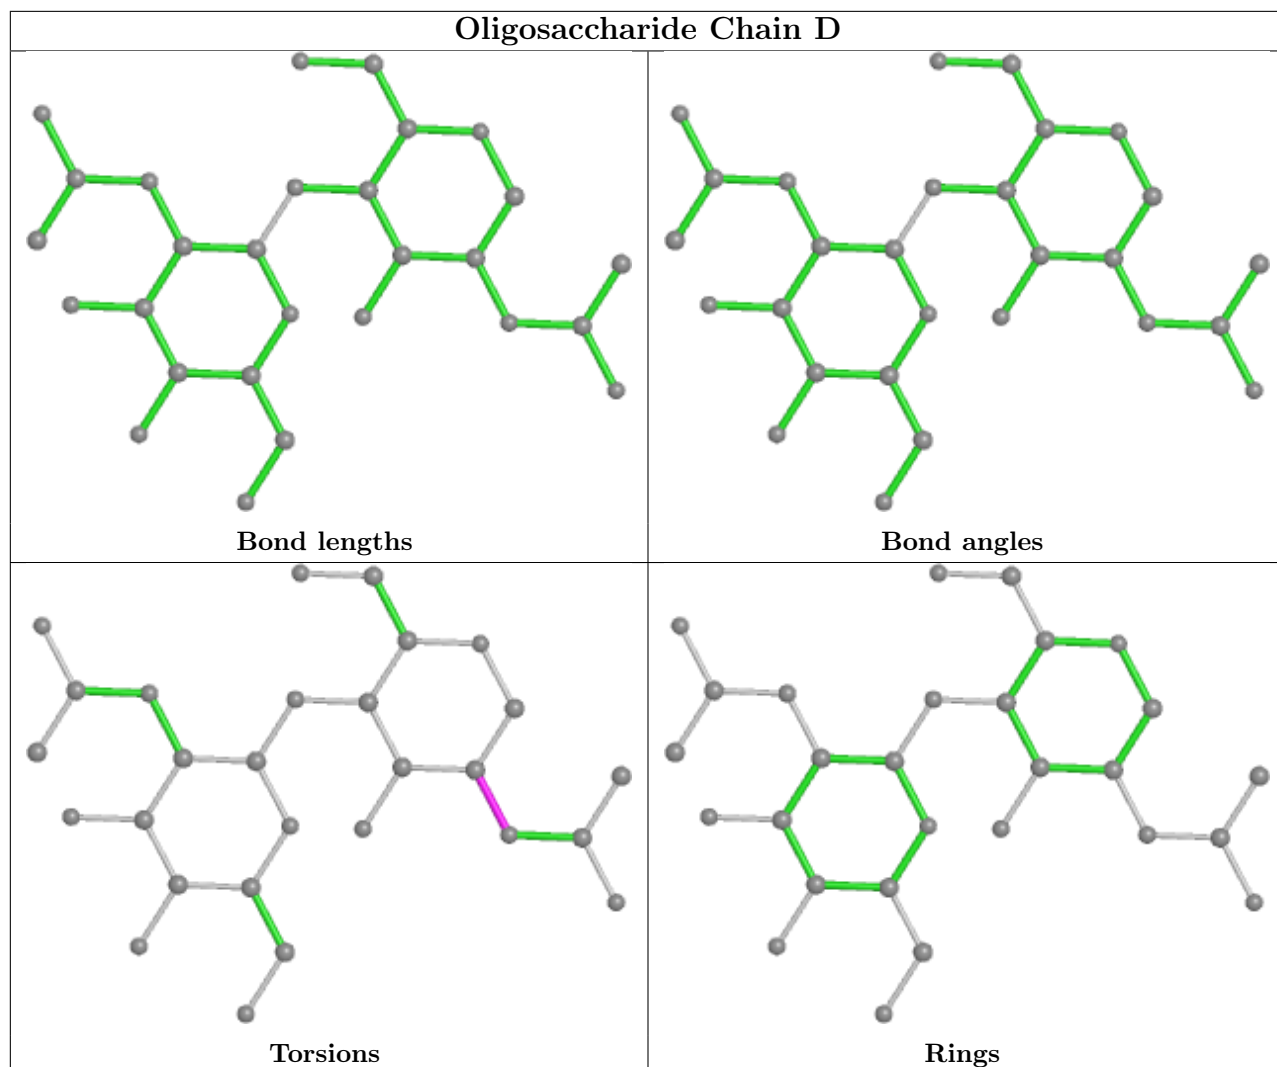 Oligosaccharide Chain D
Bond lengths
Bond angles
Torsions
Rings